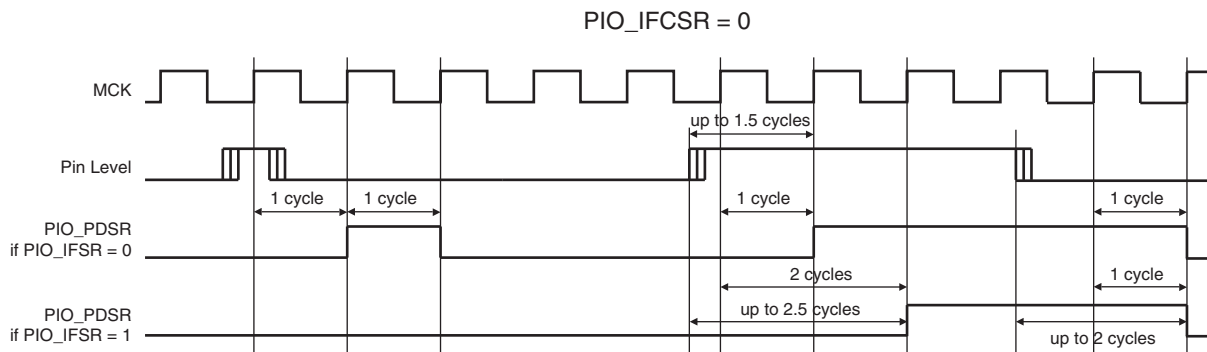 PIO_IFCSR = 0
MCK
up to 1.5 cycles
Pin Level
1 cycle
1 cycle
1 cycle
1 cycle
PIO_PDSR
if PIO_IFSR = 0
2 cycles
1 cycle
PIO_PDSR
if PIO_IFSR = 1
up to 2.5 cycles
up to 2 cycles